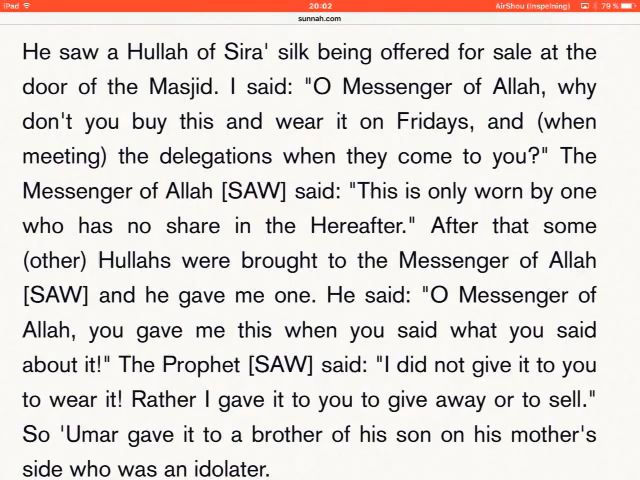 iPad 20:02 AirShou (Inspelning) 79 %
sunnah.com
He saw a Hullah of Sira' silk being offered for sale at the
door of the Masjid. I said: "O Messenger of Allah, why
don't you buy this and wear it on Fridays, and (when
meeting) the delegations when they come to you?" The
Messenger of Allah [SAW] said: "This is only worn by one
who has no share in the Hereafter." After that some
(other) Hullahs were brought to the Messenger of Allah
[SAW] and he gave me one. He said: "O Messenger of
Allah, you gave me this when you said what you said
about it!" The Prophet [SAW] said: "I did not give it to you
to wear it! Rather I gave it to you to give away or to sell."
So 'Umar gave it to a brother of his son on his mother's
side who was an idolater.